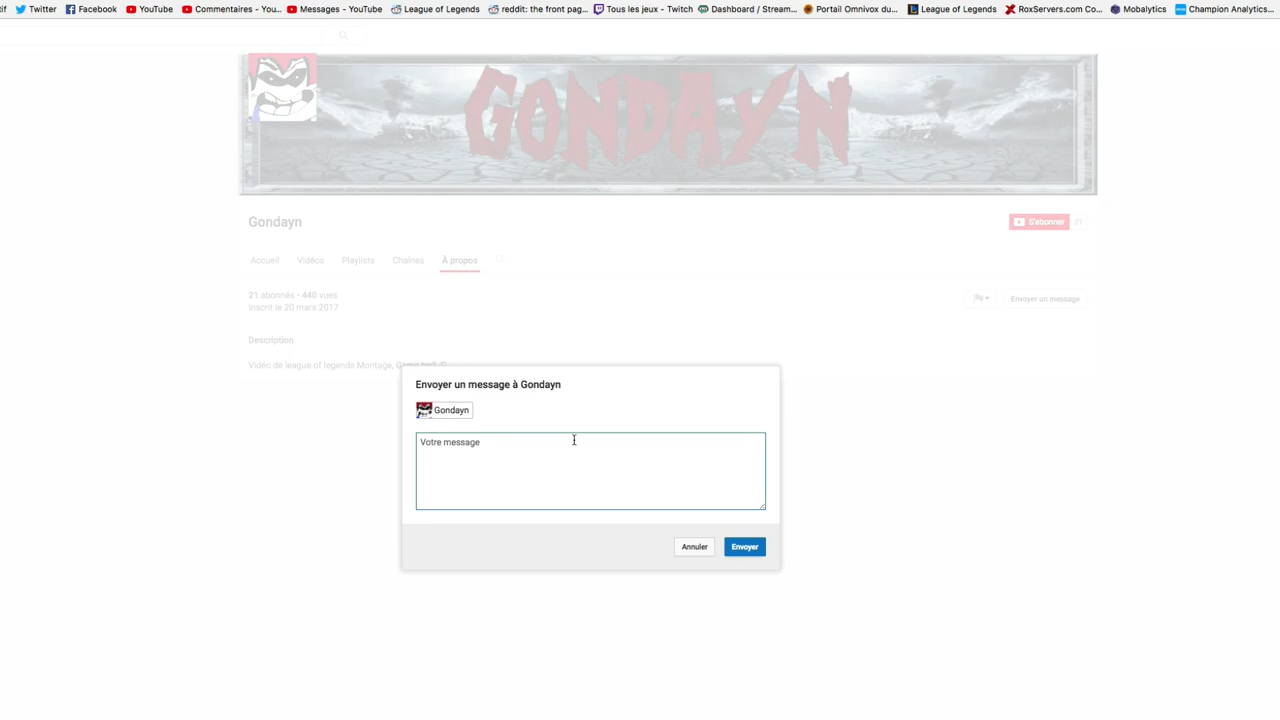 tif Twitter Facebook YouTube Commentaires - You... Messages - YouTube League of Legends reddit: the front pag... Tous les jeux - Twitch Dashboard / Stream... Portail Omnivox du... League of Legends RoxServers.com Co... Mobalytics Champion Analytics...
GONDAYN
Gondayn
S'abonner 21
Accueil Vidéos Playlists Chaînes À propos
21 abonnés • 440 vues
Inscrit le 20 mars 2017
Envoyer un message
Description
Vidéo de league of legends Montage,
Envoyer un message à Gondayn
Gondayn
Votre message
Annuler Envoyer